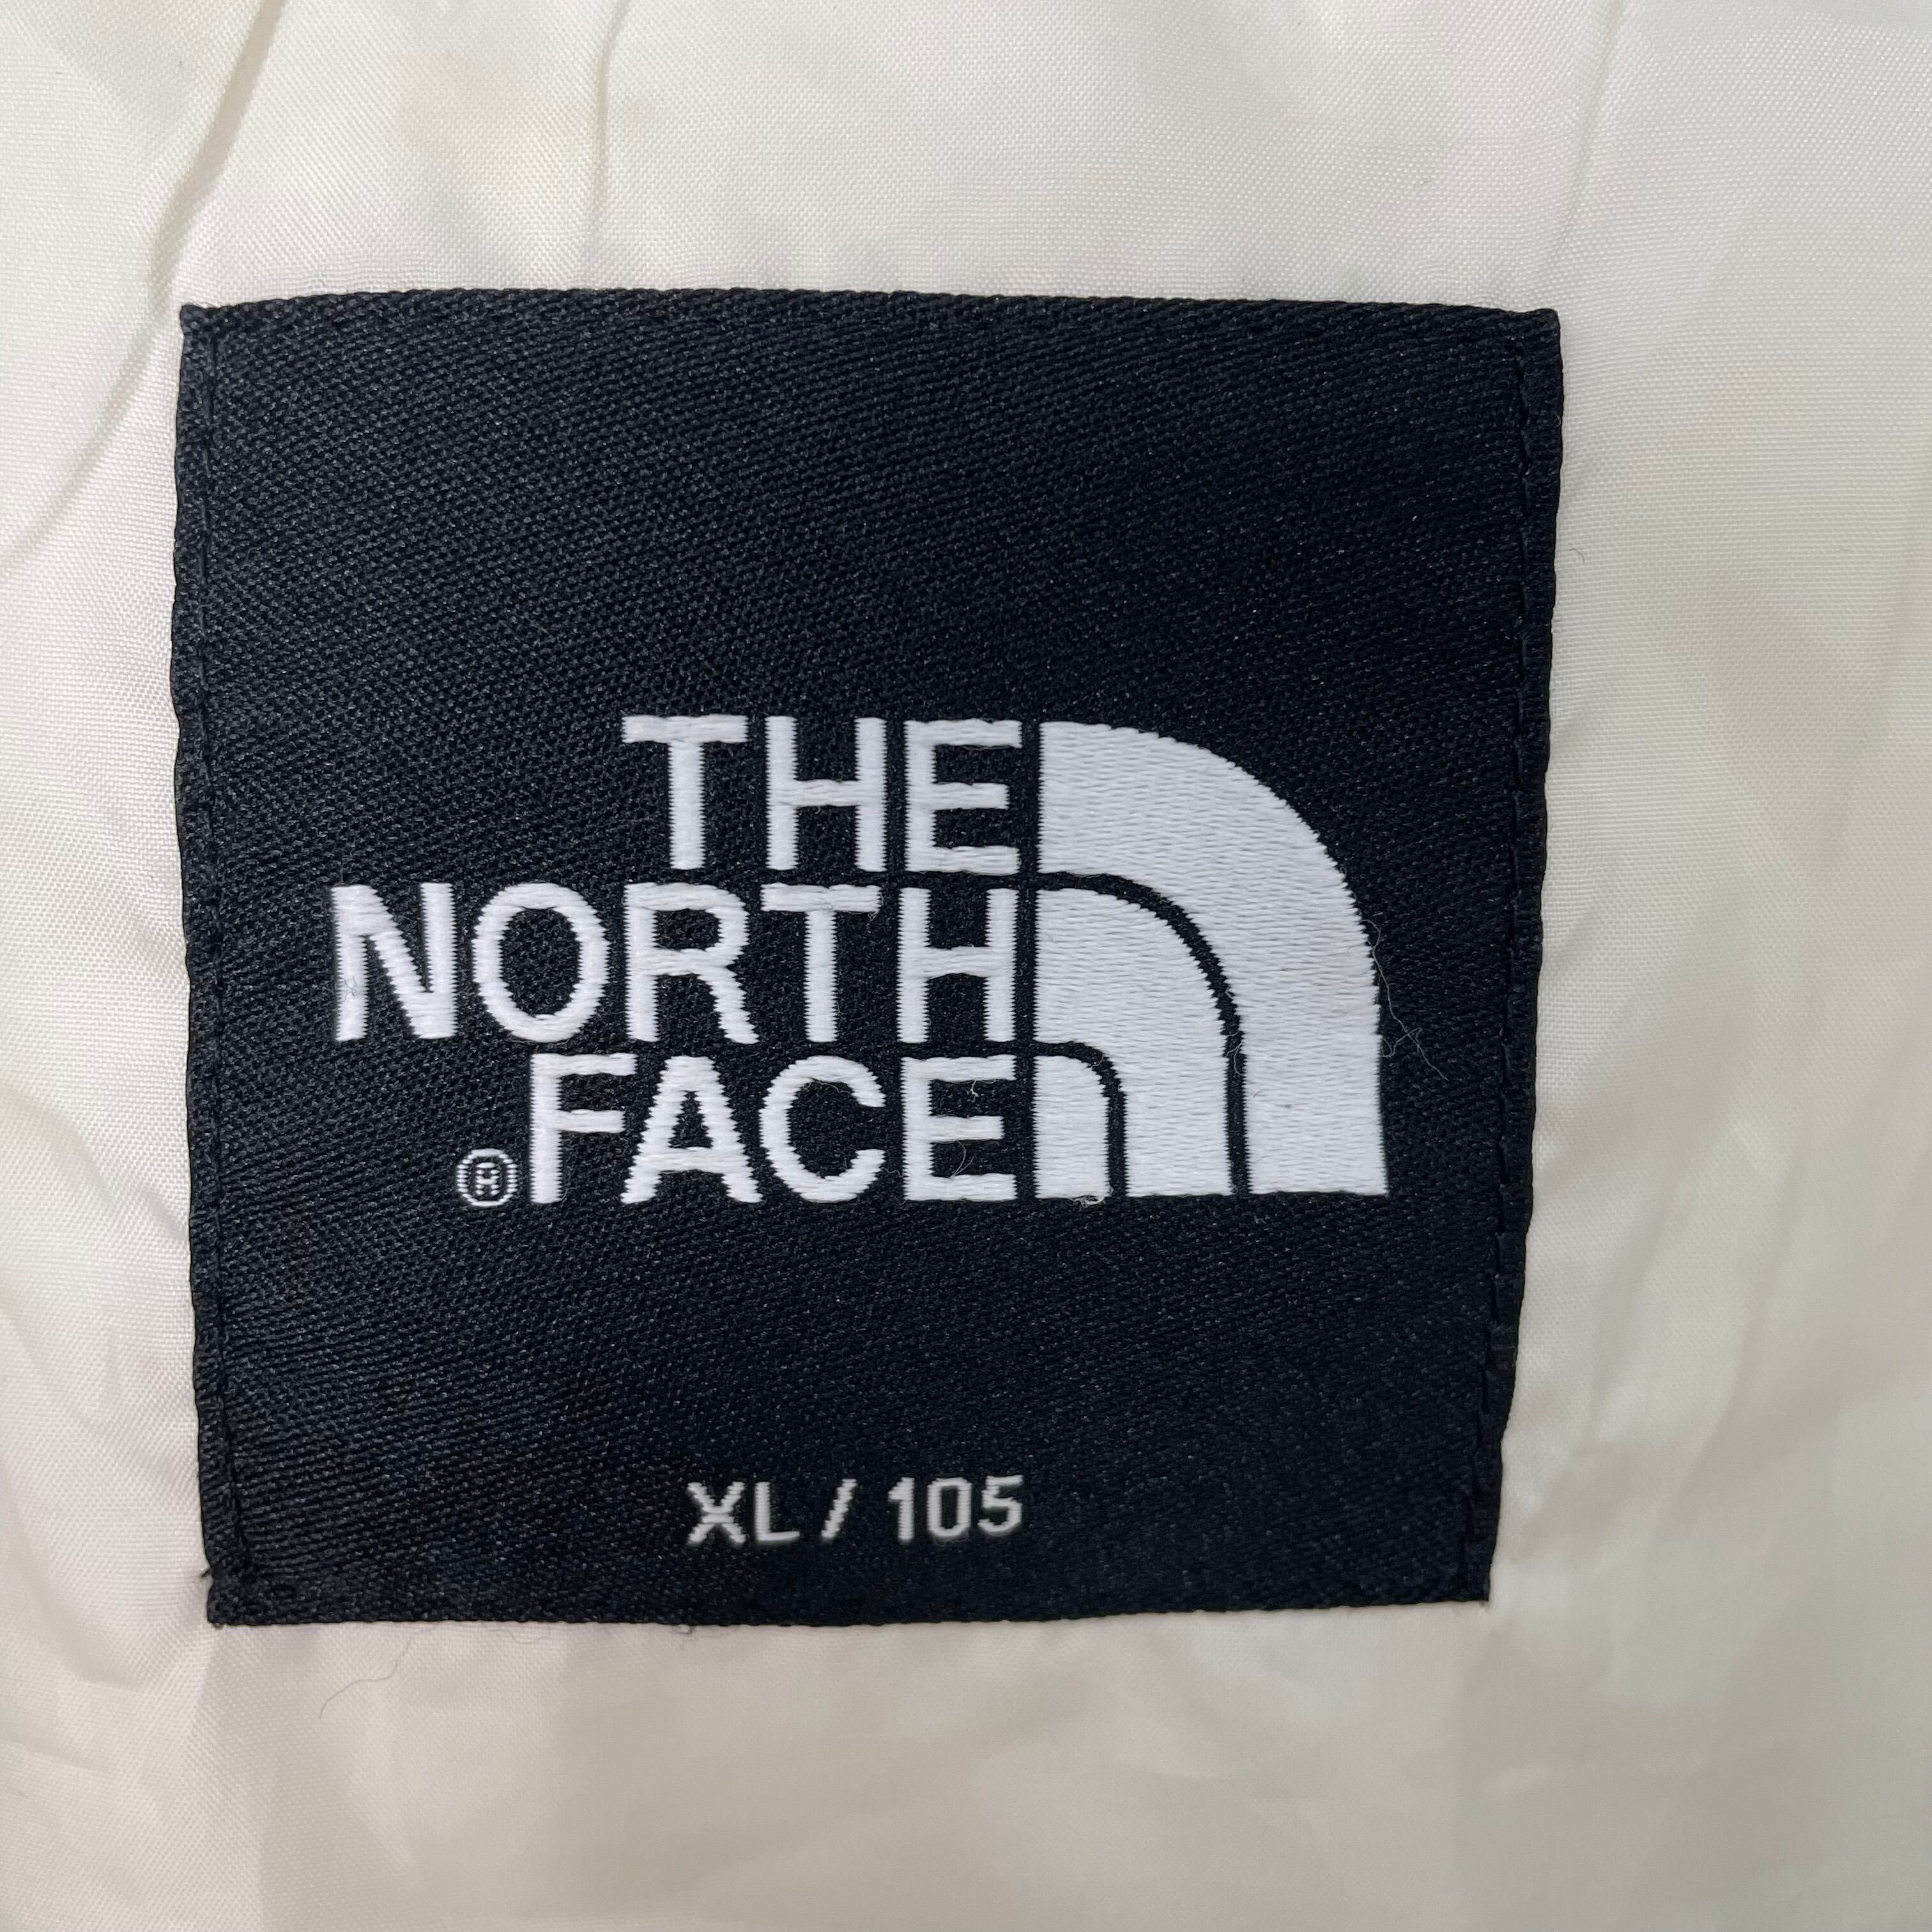 THE
NORTH
®FACE
XL / 105